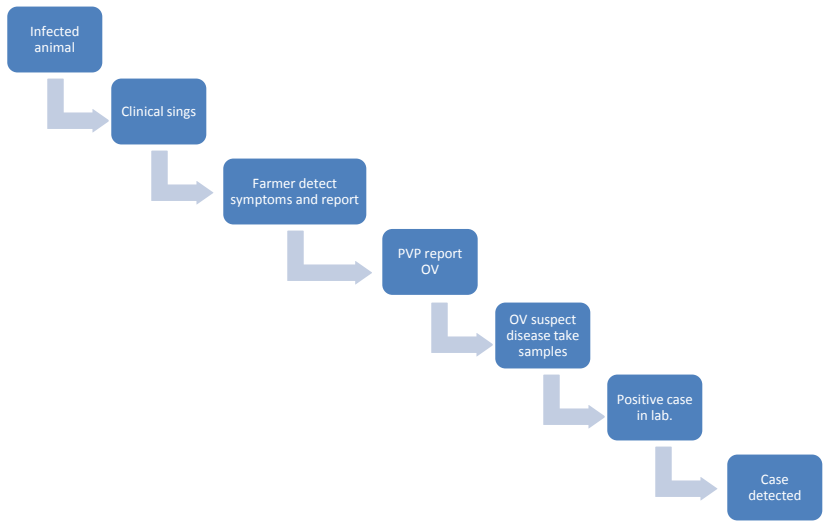 Infected
animal
Clinical sings
Farmer detect
symptoms and report
PVP report
OV
OV suspect
disease take
samples
Positive case
in lab.
Case
detected